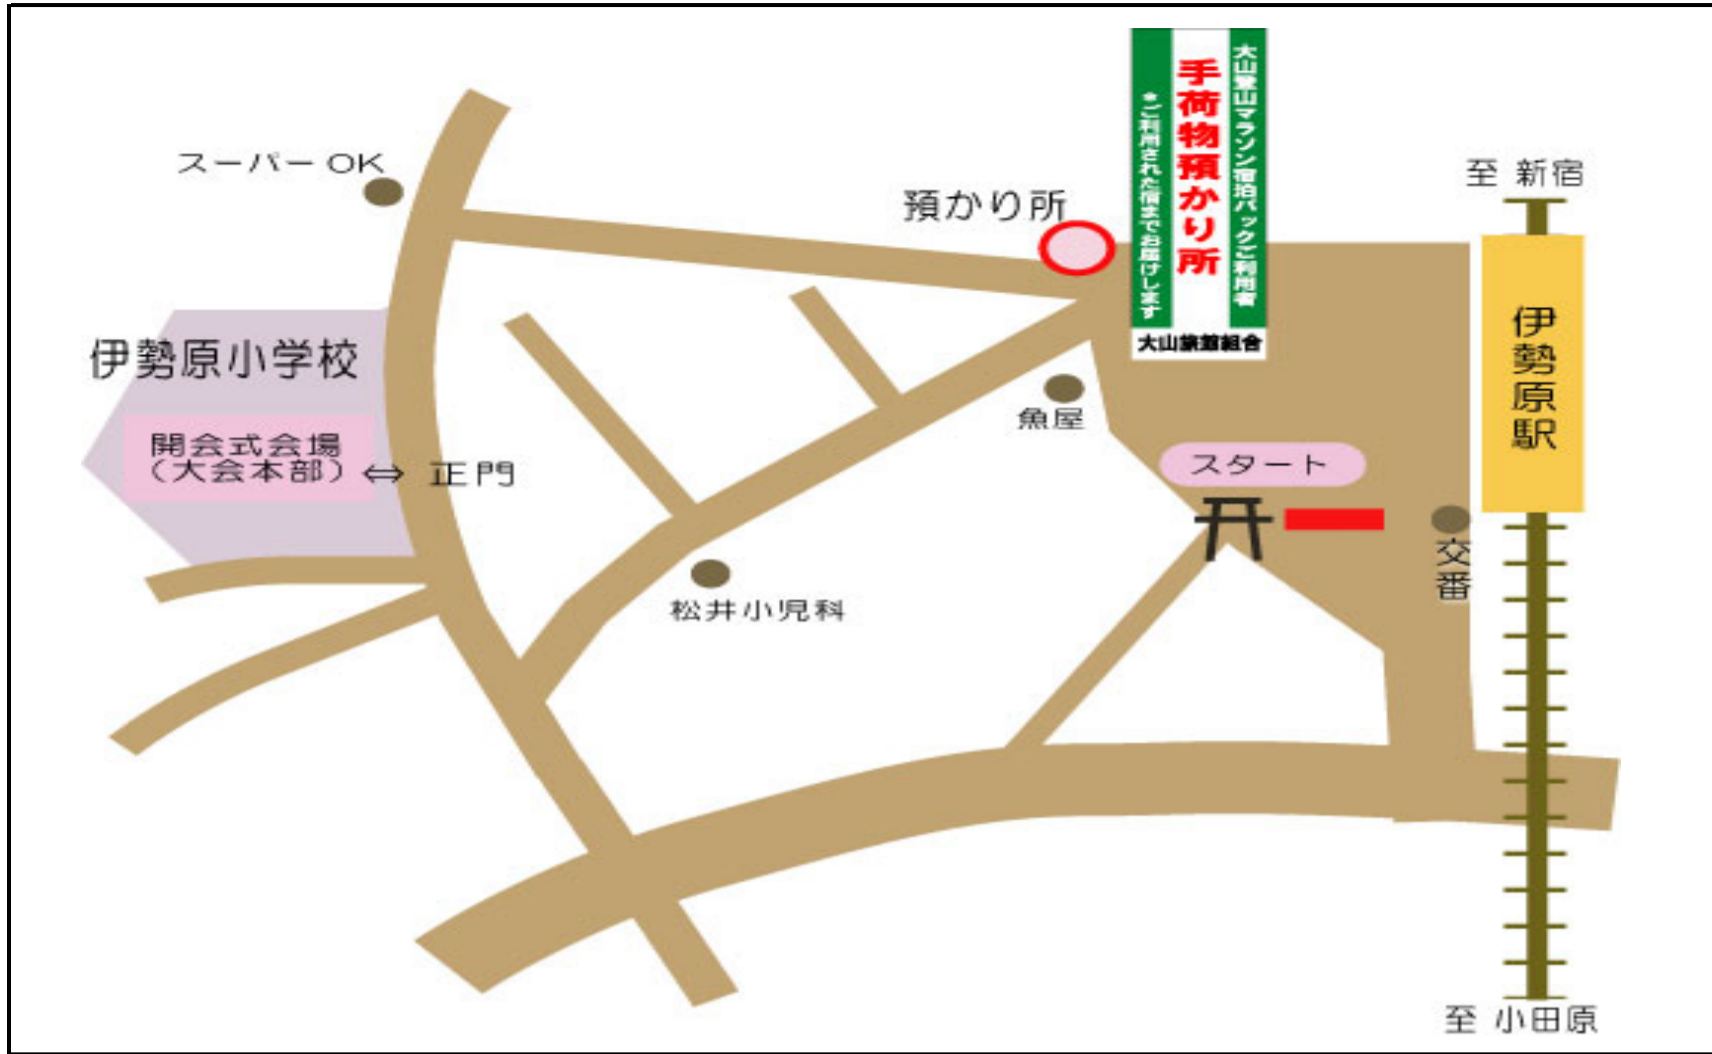 大山登山マラソン宿泊パックご利用者
手荷物預かり所
*ご利用された宿までお届けします
大山旅館組合
スーパー OK
預かり所
至 新宿
伊勢原駅
伊勢原小学校
開会式会場
(大会本部) ⇔ 正門
魚屋
スタート
交番
松井小児科
至 小田原